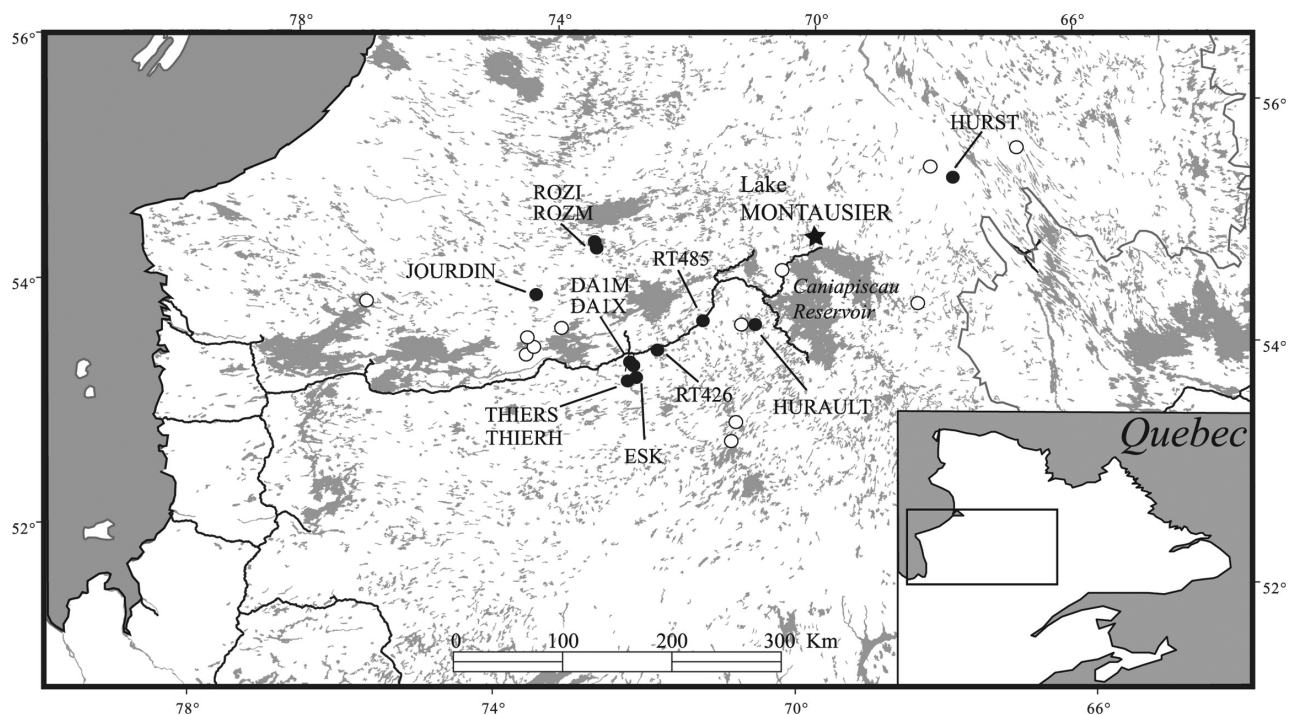 78°
74°
70°
66°
56°
56°
HURST
ROZI
ROZM
Lake
MONTAUSIER
RT485
JOURDIN
DA1M
DA1X
Caniapiscau
Reservoir
54°
54°
RT426
HURAULT
THIERS
THIERH
ESK
Quebec
52°
52°
0 100 200 300 Km
78°
74°
70°
66°